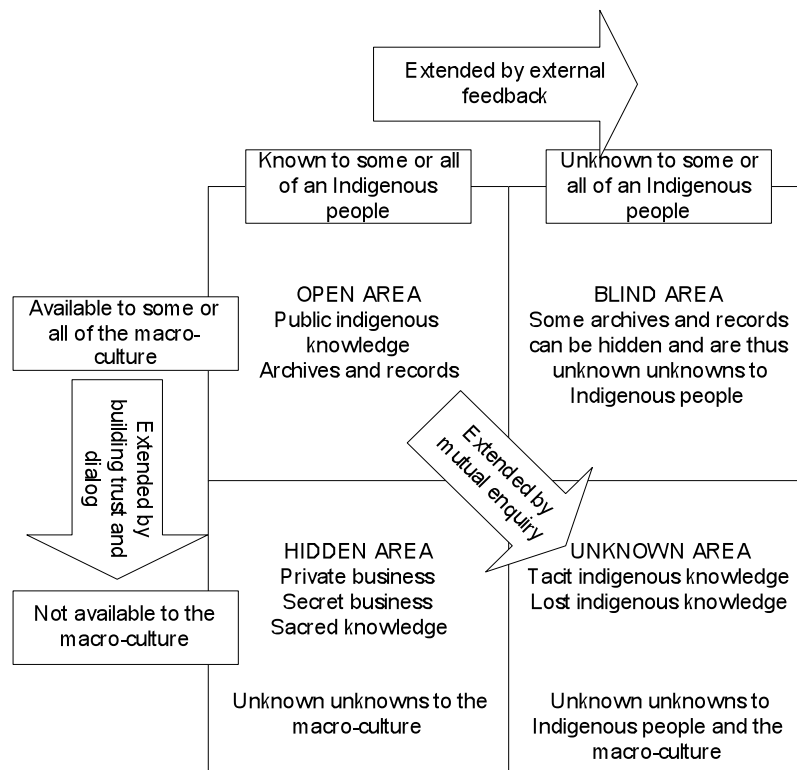 Extended by external
feedback
Known to some or all
of an Indigenous
people
Unknown to some or
all of an Indigenous
people
Available to some or
all of the macro-
culture
OPEN AREA
Public indigenous
knowledge
Archives and records
BLIND AREA
Some archives and records
can be hidden and are thus
unknown unknowns to
Indigenous people
Extended by
building trust and
dialog
Extended by
mutual enquiry
Not available to the
macro-culture
HIDDEN AREA
Private business
Secret business
Sacred knowledge
Unknown unknowns to the
macro-culture
UNKNOWN AREA
Tacit indigenous knowledge
Lost indigenous knowledge
Unknown unknowns to
Indigenous people and the
macro-culture